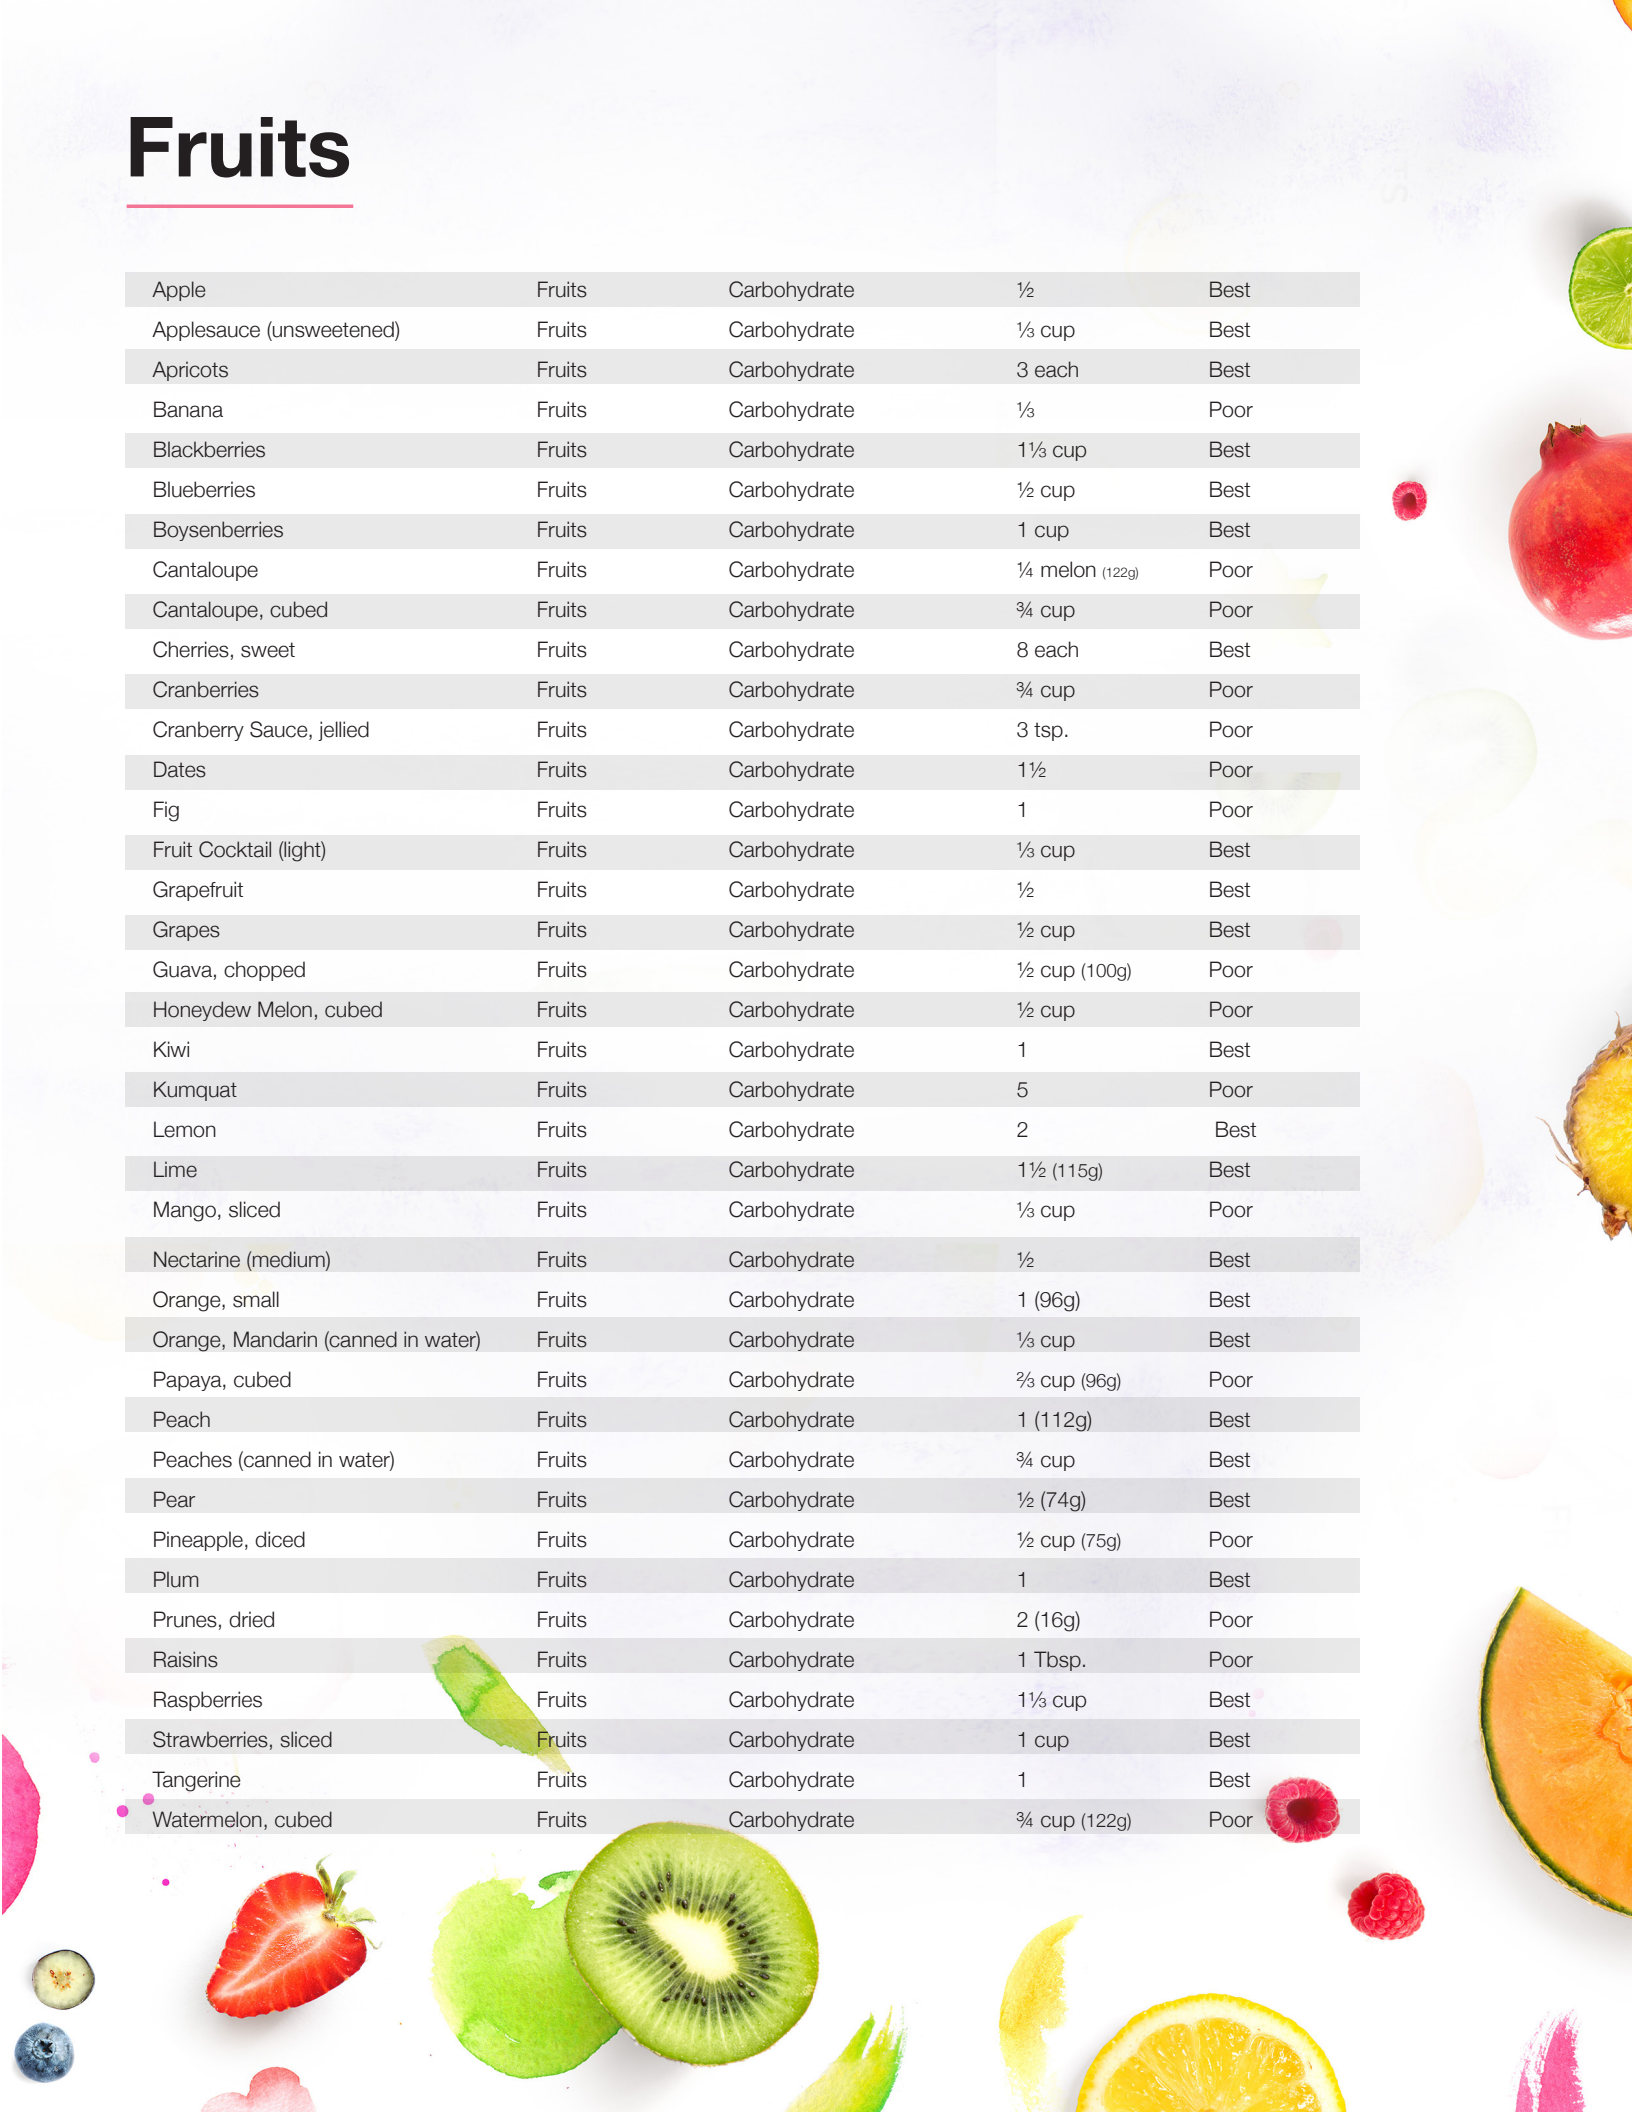 Fruits
Apple Fruits Carbohydrate ½ Best
Applesauce (unsweetened) Fruits Carbohydrate ⅓ cup Best
Apricots Fruits Carbohydrate 3 each Best
Banana Fruits Carbohydrate ⅓ Poor
Blackberries Fruits Carbohydrate 1⅓ cup Best
Blueberries Fruits Carbohydrate ½ cup Best
Boysenberries Fruits Carbohydrate 1 cup Best
Cantaloupe Fruits Carbohydrate ¼ melon (122g) Poor
Cantaloupe, cubed Fruits Carbohydrate ¾ cup Poor
Cherries, sweet Fruits Carbohydrate 8 each Best
Cranberries Fruits Carbohydrate ¾ cup Poor
Cranberry Sauce, jellied Fruits Carbohydrate 3 tsp. Poor
Dates Fruits Carbohydrate 1½ Poor
Fig Fruits Carbohydrate 1 Poor
Fruit Cocktail (light) Fruits Carbohydrate ⅓ cup Best
Grapefruit Fruits Carbohydrate ½ Best
Grapes Fruits Carbohydrate ½ cup Best
Guava, chopped Fruits Carbohydrate ½ cup (100g) Poor
Honeydew Melon, cubed Fruits Carbohydrate ½ cup Poor
Kiwi Fruits Carbohydrate 1 Best
Kumquat Fruits Carbohydrate 5 Poor
Lemon Fruits Carbohydrate 2 Best
Lime Fruits Carbohydrate 1½ (115g) Best
Mango, sliced Fruits Carbohydrate ⅓ cup Poor
Nectarine (medium) Fruits Carbohydrate ½ Best
Orange, small Fruits Carbohydrate 1 (96g) Best
Orange, Mandarin (canned in water) Fruits Carbohydrate ⅓ cup Best
Papaya, cubed Fruits Carbohydrate ⅔ cup (96g) Poor
Peach Fruits Carbohydrate 1 (112g) Best
Peaches (canned in water) Fruits Carbohydrate ¾ cup Best
Pear Fruits Carbohydrate ½ (74g) Best
Pineapple, diced Fruits Carbohydrate ½ cup (75g) Poor
Plum Fruits Carbohydrate 1 Best
Prunes, dried Fruits Carbohydrate 2 (16g) Poor
Raisins Fruits Carbohydrate 1 Tbsp. Poor
Raspberries Fruits Carbohydrate 1⅓ cup Best
Strawberries, sliced Fruits Carbohydrate 1 cup Best
Tangerine Fruits Carbohydrate 1 Best
Watermelon, cubed Fruits Carbohydrate ¾ cup (122g) Poor